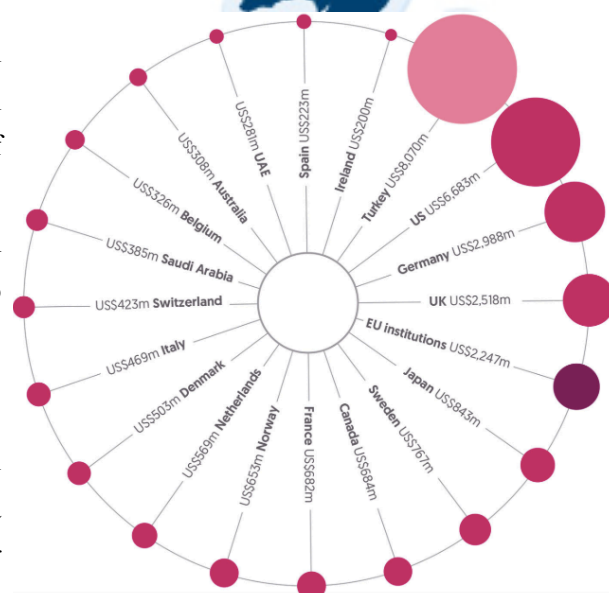 Turkey US$8,070m
US US$6,683m
Germany US$2,988m
UK US$2,518m
EU institutions US$2,247m
Japan US$843m
Sweden US$767m
Canada US$684m
France US$682m
US$653m Norway
US$569m Netherlands
US$503m Denmark
US$469m Italy
US$423m Switzerland
US$385m Saudi Arabia
US$326m Belgium
US$308m Australia
US$281m UAE
Spain US$223m
Ireland US$200m